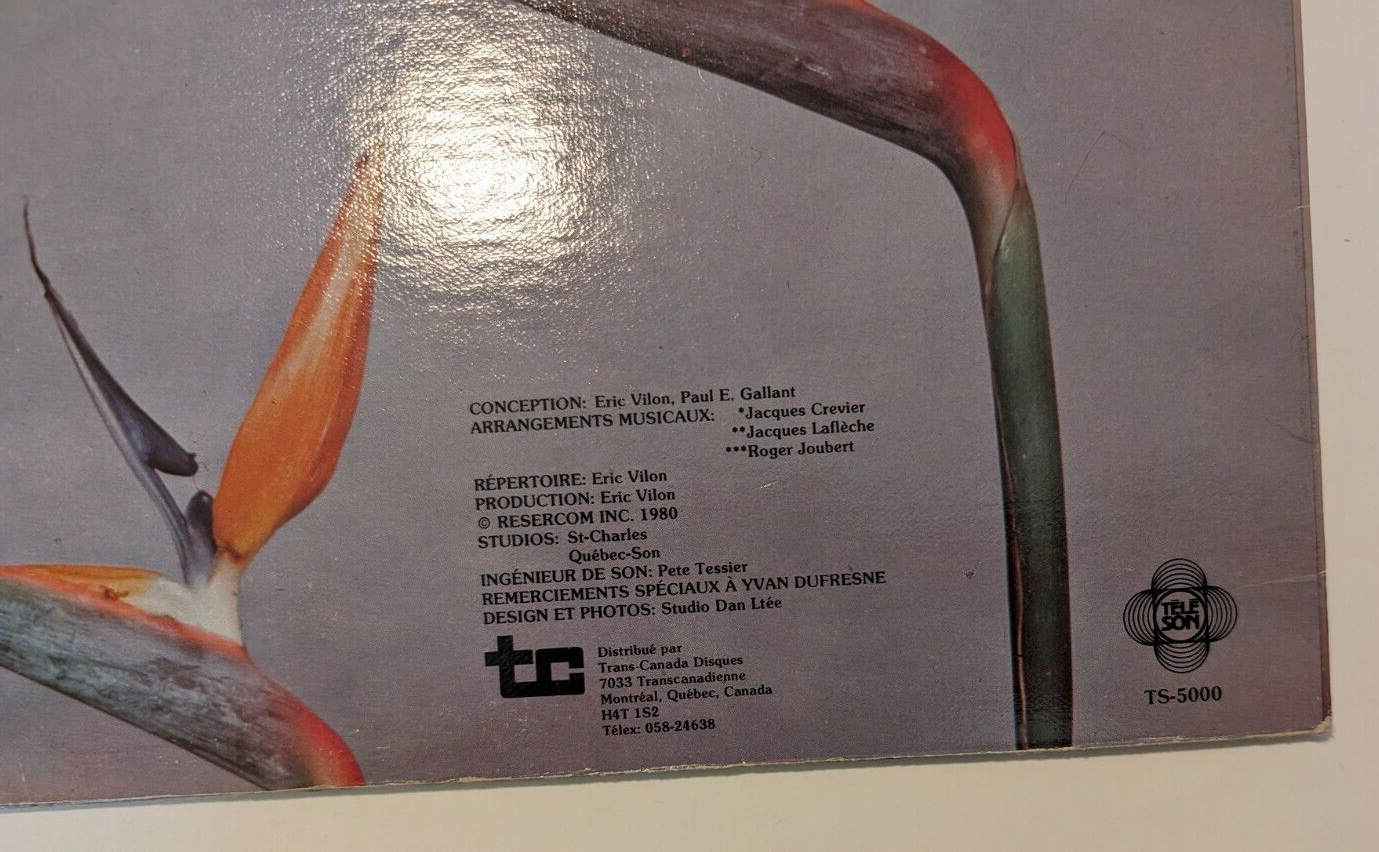 CONCEPTION: Eric Vilon, Paul E. Gallant
ARRANGEMENTS MUSICAUX: *Jacques Crevier
**Jacques Laflèche
***Roger Joubert
RÉPERTOIRE: Eric Vilon
PRODUCTION: Eric Vilon
© RESERCOM INC. 1980
STUDIOS: St-Charles
Québec-Son
INGÉNIEUR DE SON: Pete Tessier
REMERCIEMENTS SPÉCIAUX À YVAN DUFRESNE
DESIGN ET PHOTOS: Studio Dan Ltée
tc
Distribué par
Trans-Canada Disques
7033 Transcanadienne
Montréal, Québec, Canada
H4T 1S2
Télex: 058-24638
TÉLÉ
SON
TS-5000